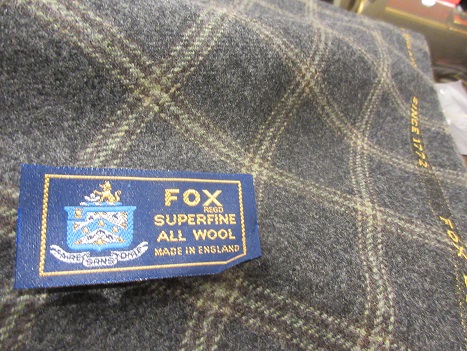 FOX
REGD
SUPERFINE
ALL WOOL
MADE IN ENGLAND
FAIRE SANS DIRE
SINCE 1772
FOX